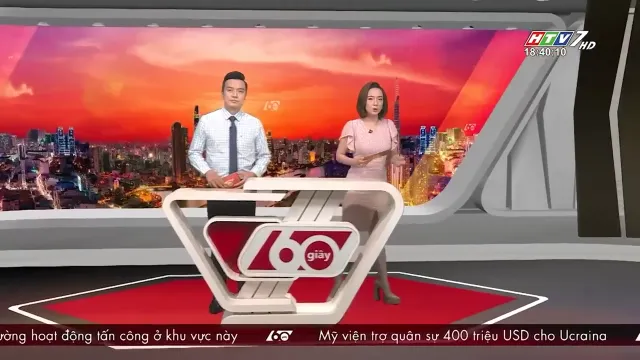 HTV7 HD
18:40:10
60 giây
ường hoạt động tấn công ở khu vực này 60 Mỹ viện trợ quân sự 400 triệu USD cho Ucraina